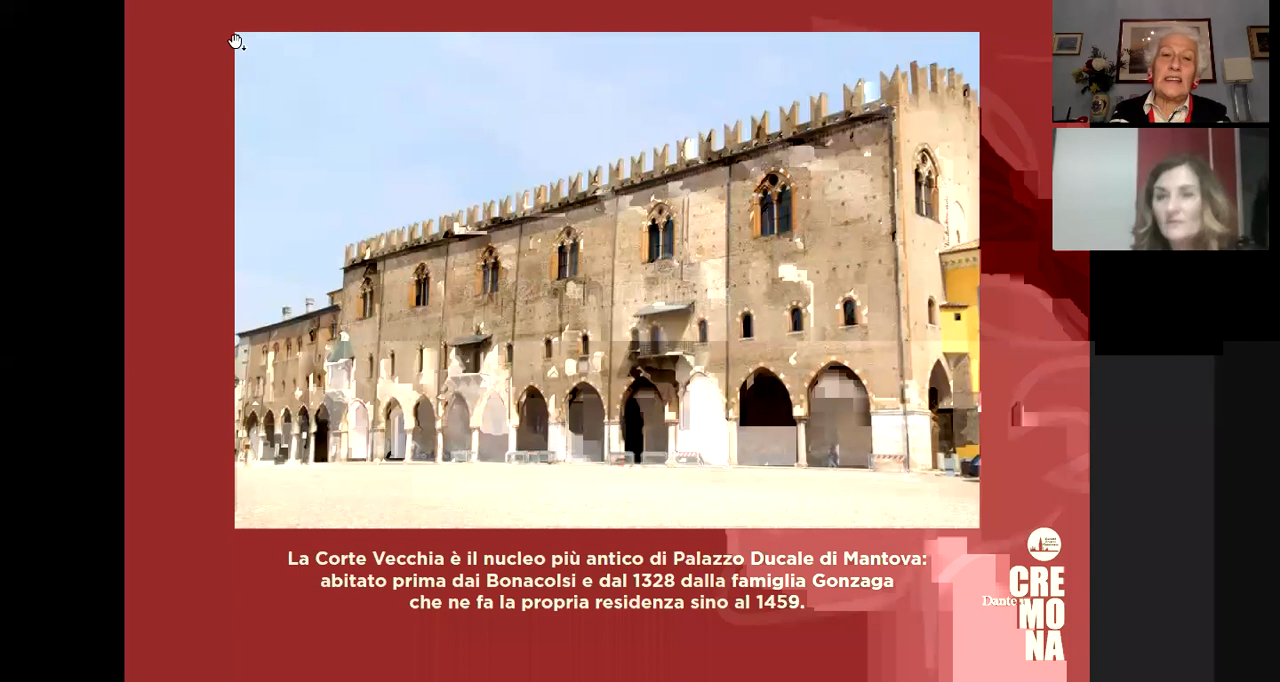 La Corte Vecchia è il nucleo più antico di Palazzo Ducale di Mantova:
abitato prima dai Bonacolsi e dal 1328 dalla famiglia Gonzaga
che ne fa la propria residenza sino al 1459.
Dante
CRE
MO
NA